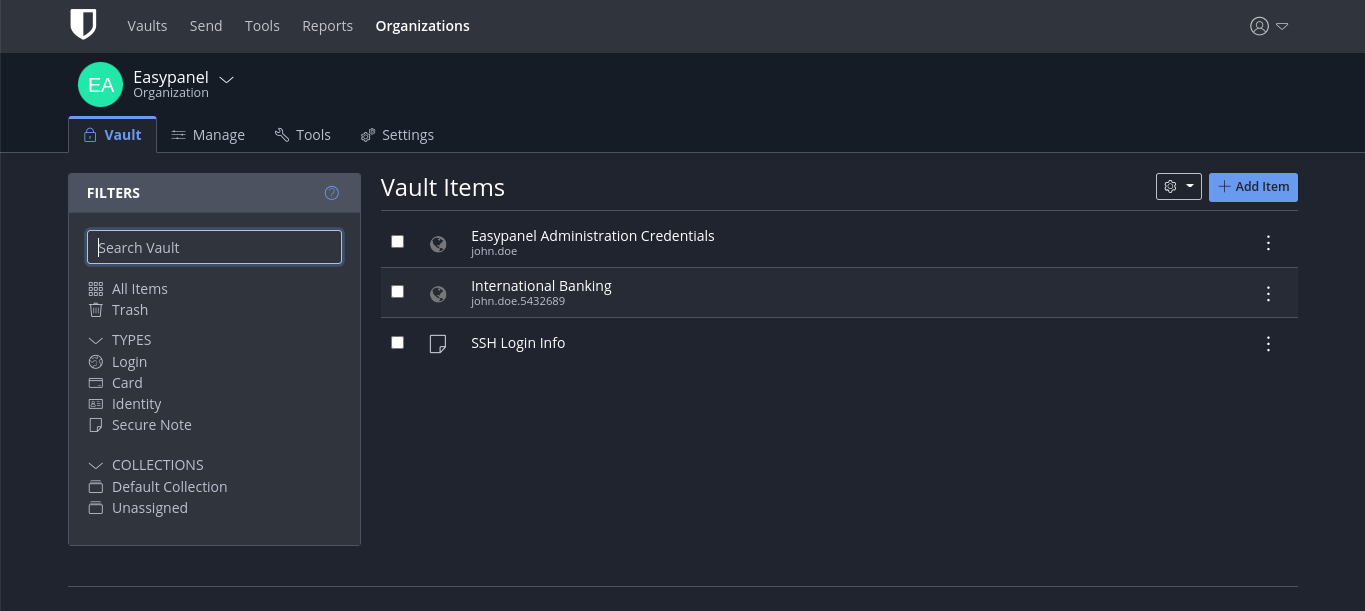 Vaults Send Tools Reports Organizations
EA
Easypanel
Organization
Vault Manage Tools Settings
FILTERS
Search Vault
All Items
Trash
TYPES
Login
Card
Identity
Secure Note
COLLECTIONS
Default Collection
Unassigned
Vault Items
Add Item
Easypanel Administration Credentials
john.doe
International Banking
john.doe.5432689
SSH Login Info